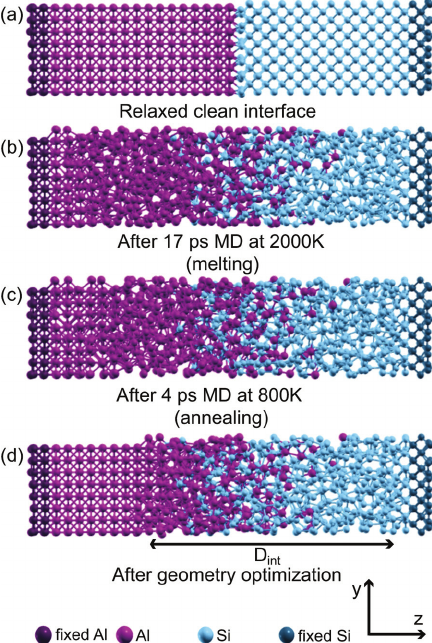 (a)
Relaxed clean interface
(b)
After 17 ps MD at 2000K
(melting)
(c)
After 4 ps MD at 800K
(annealing)
(d)
Dint
After geometry optimization
y
z
fixed Al Al Si fixed Si